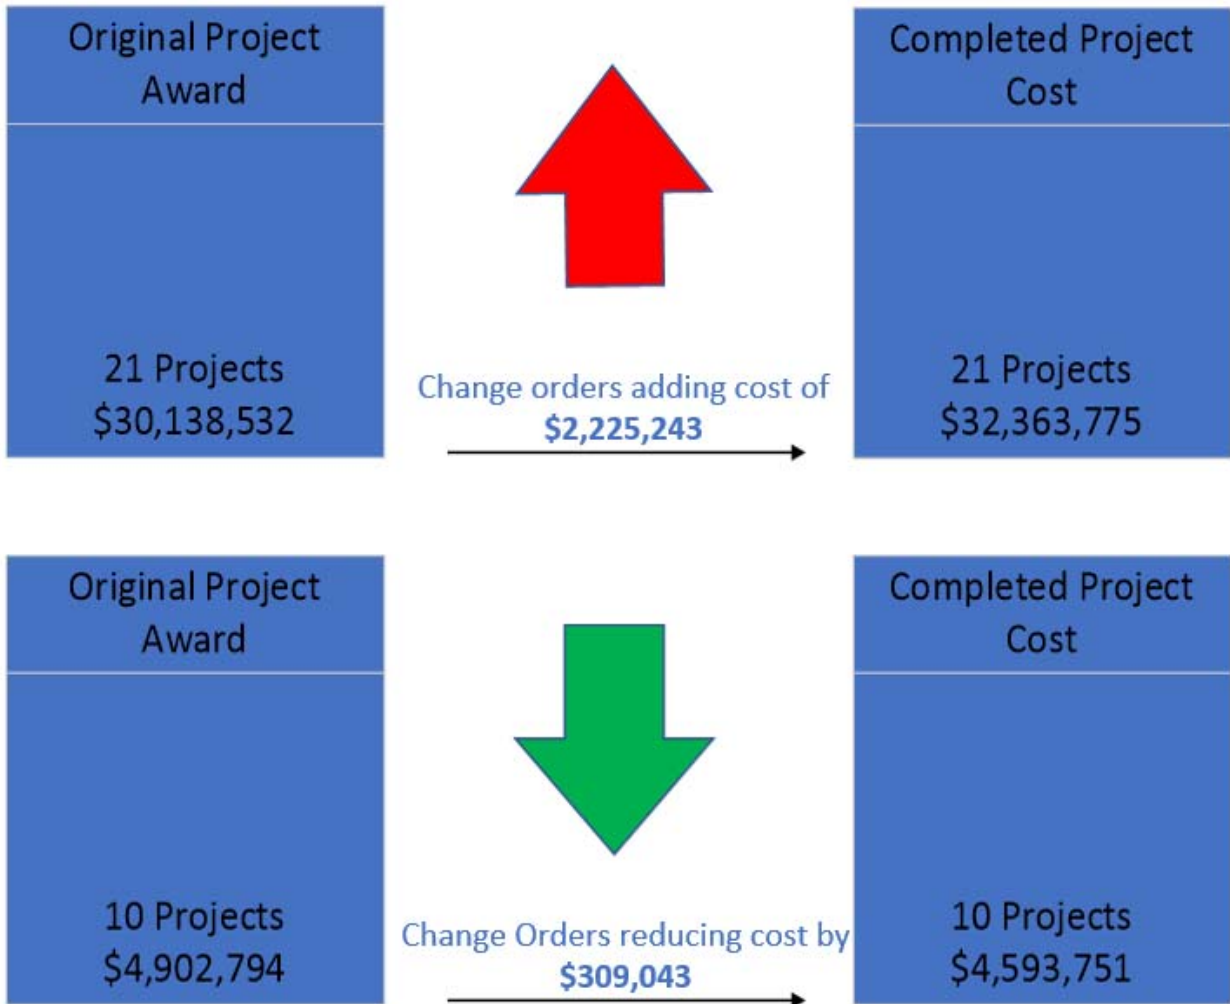 Original Project
Award
21 Projects
$30,138,532
Change orders adding cost of
$2,225,243
Completed Project
Cost
21 Projects
$32,363,775
Original Project
Award
10 Projects
$4,902,794
Change Orders reducing cost by
$309,043
Completed Project
Cost
10 Projects
$4,593,751